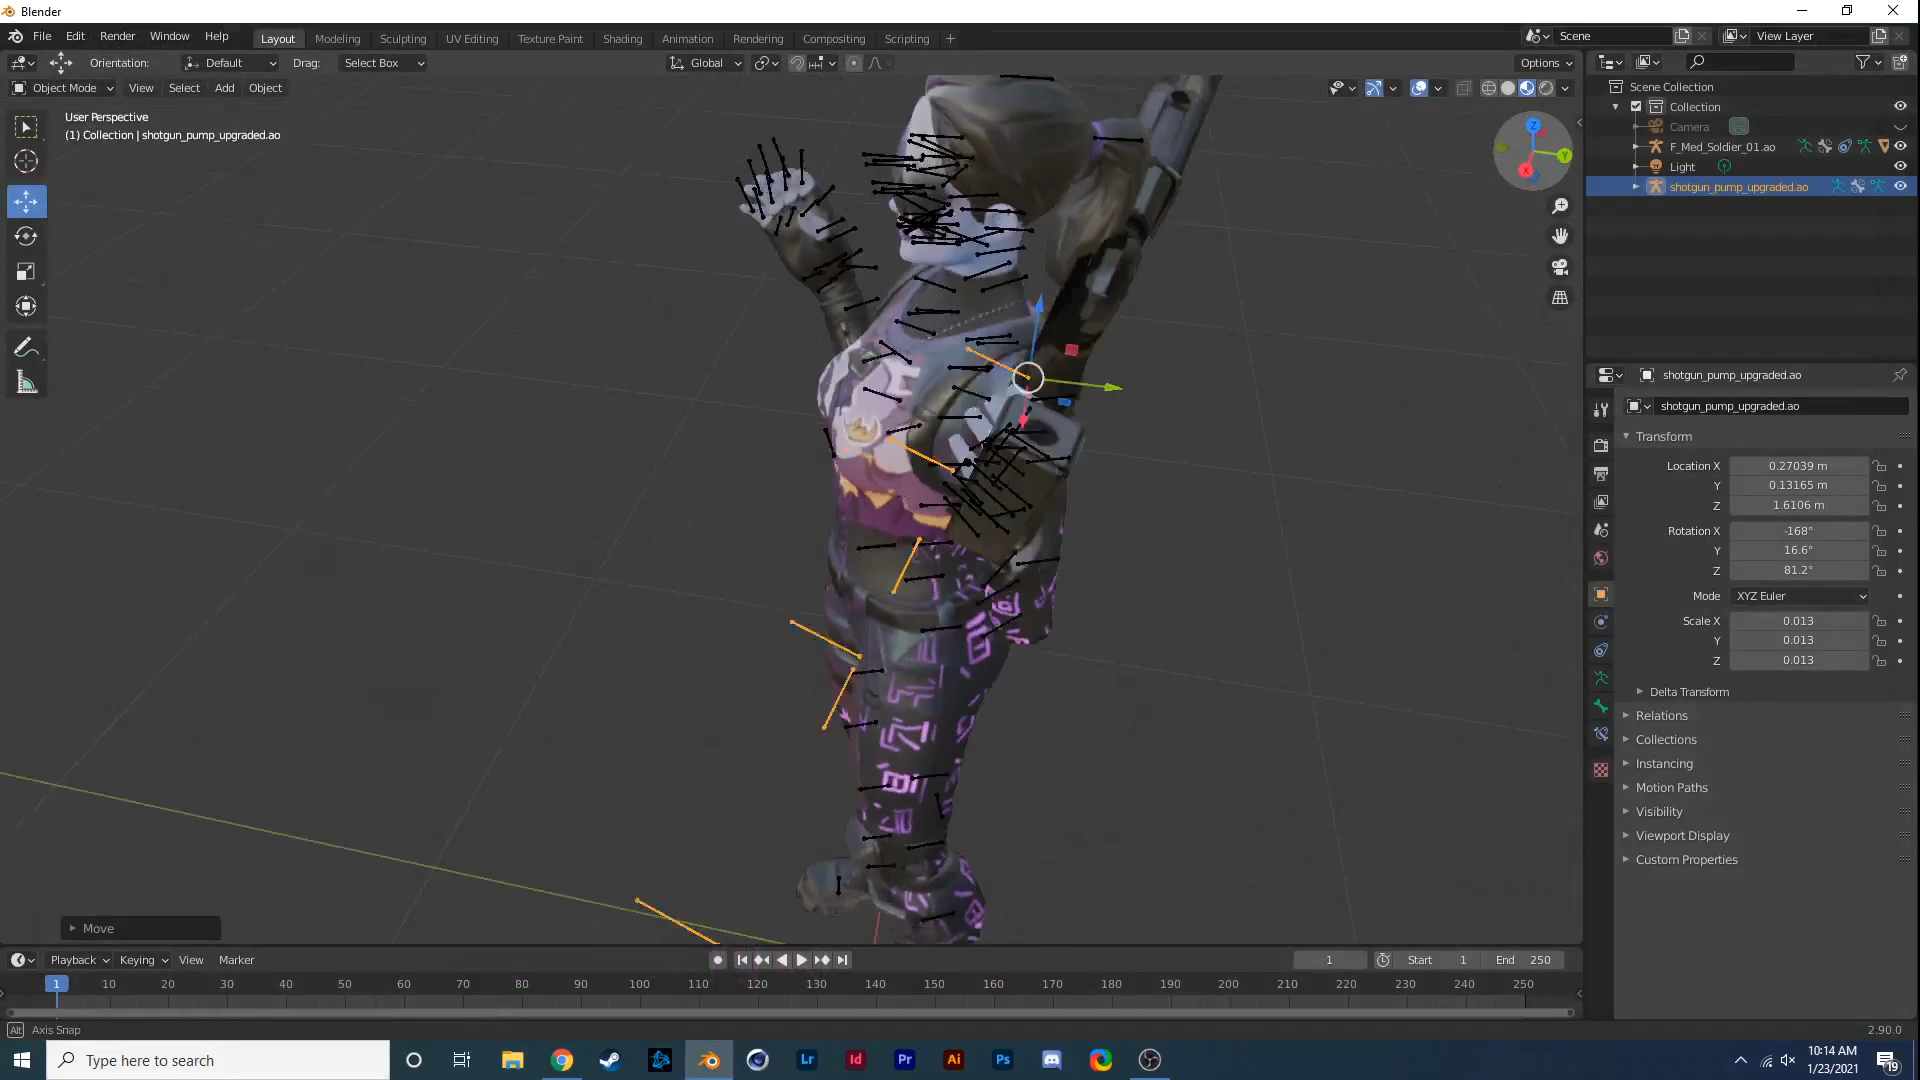 Blender
File Edit Render Window Help Layout Modeling Sculpting UV Editing Texture Paint Shading Animation Rendering Compositing Scripting + Scene View Layer
Orientation: Default Drag: Select Box Global Options
Object Mode View Select Add Object
User Perspective
(1) Collection | shotgun_pump_upgraded.ao
Scene Collection
Collection
Camera
F_Med_Soldier_01.ao
Light
shotgun_pump_upgraded.ao
Z
Y
X
shotgun_pump_upgraded.ao
shotgun_pump_upgraded.ao
Transform
Location X 0.27039 m
Y 0.13165 m
Z 1.6106 m
Rotation X -168°
Y 16.6°
Z 81.2°
Mode XYZ Euler
Scale X 0.013
Y 0.013
Z 0.013
Delta Transform
Relations
Collections
Instancing
Motion Paths
Visibility
Viewport Display
Custom Properties
Move
Playback Keying View Marker 1 Start 1 End 250
1 10 20 30 40 50 60 70 80 90 100 110 120 130 140 150 160 170 180 190 200 210 220 230 240 250
Alt Axis Snap 2.90.0
Type here to search Lr Id Pr Ai Ps 10:14 AM
1/23/2021 19